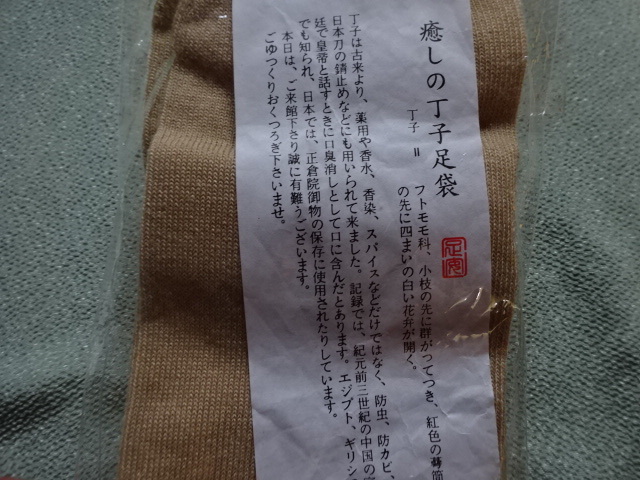 癒しの丁子足袋
丁子 =
フトモモ科、小枝の先に群がってつき、紅色の萼筒
の先に四まいの白い花弁が開く。
丁子は古来より、薬用や香水、香染、スパイスなどだけではなく、防虫、防カビ、
日本刀の錆止めなどにも用いられて来ました。記録では、紀元前三世紀の中国の宮
廷で皇帝と話すときに口臭消しとして口に含んだとあります。エジプト、ギリシ
でも知られ、日本では、正倉院御物の保存に使用されたりしています。
本日は、ご来館下さり誠に有難うございます。
ごゆつくりおくつろぎ下さいませ。